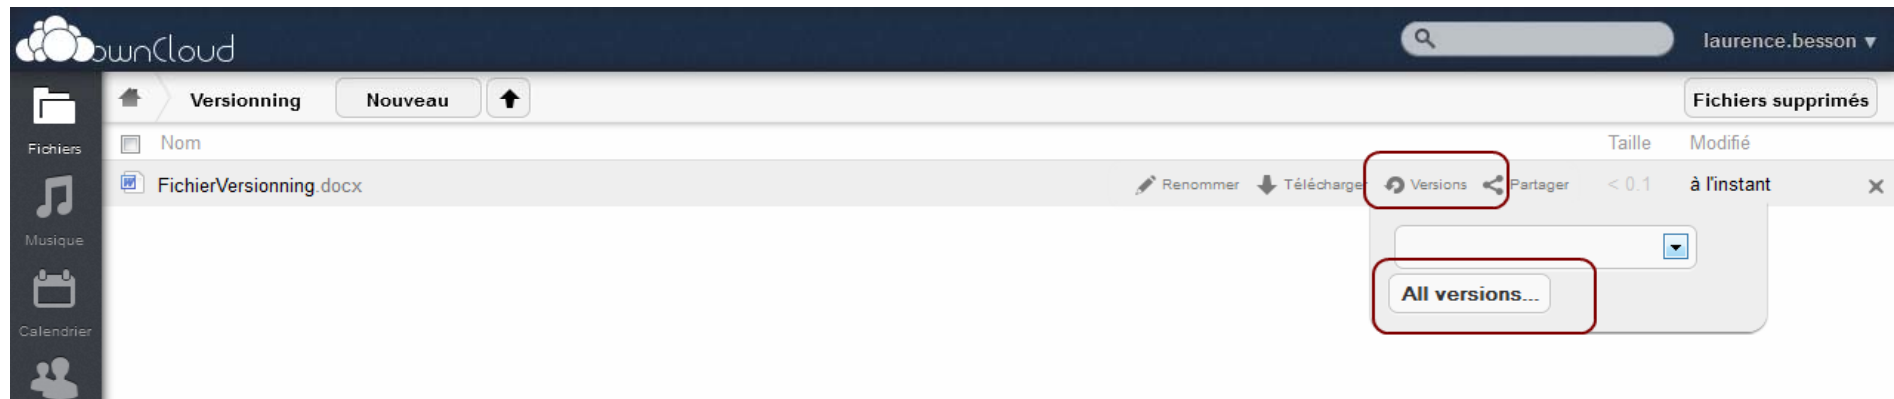 ownCloud
laurence.besson
Versionning Nouveau Fichiers supprimés
Fichiers
Nom Taille Modifié
FichierVersionning.docx Renommer Télécharger Versions Partager < 0.1 à l'instant
Musique
All versions...
Calendrier